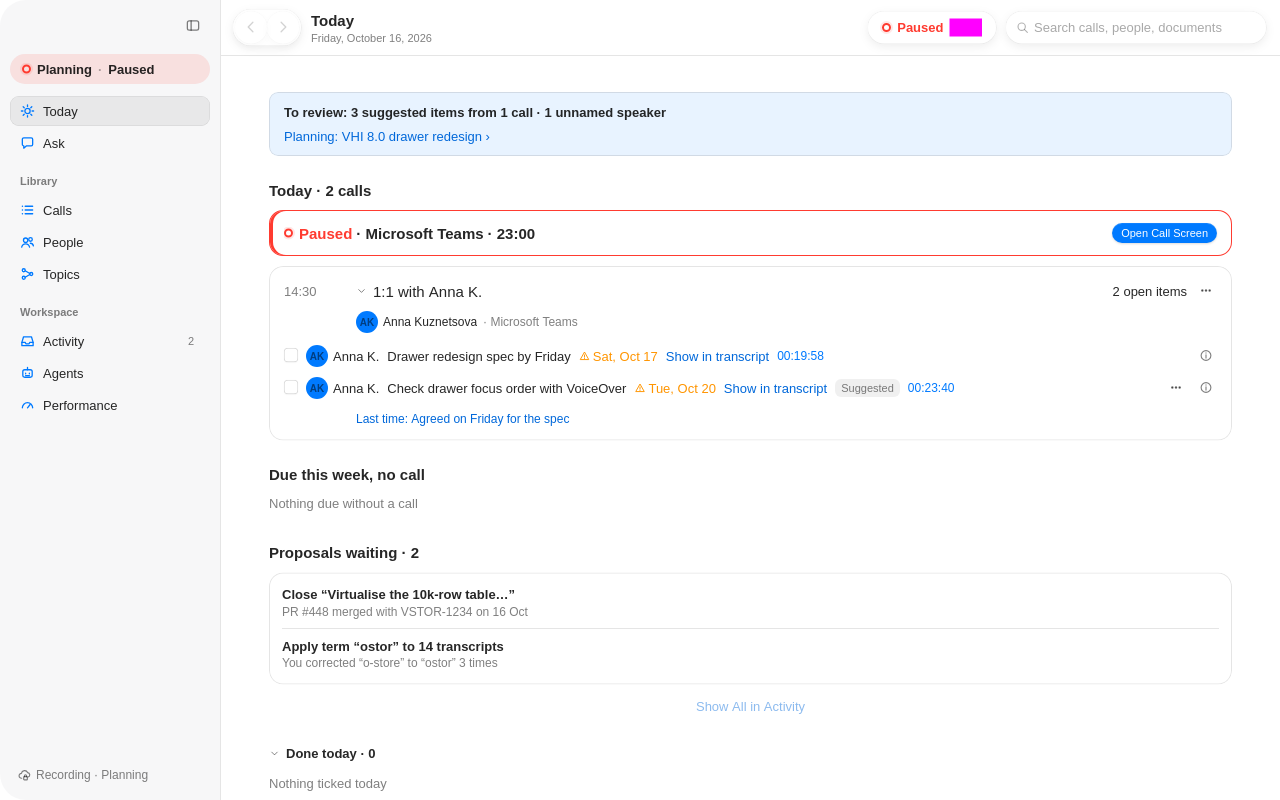 Today
Friday, October 16, 2026
Paused
Search calls, people, documents
Planning · Paused
Today
Ask
Library
Calls
People
Topics
Workspace
Activity 2
Agents
Performance
Recording · Planning
To review: 3 suggested items from 1 call · 1 unnamed speaker
Planning: VHI 8.0 drawer redesign ›
Today · 2 calls
Paused · Microsoft Teams · 23:00
Open Call Screen
14:30 1:1 with Anna K. 2 open items
AK Anna Kuznetsova · Microsoft Teams
AK Anna K. Drawer redesign spec by Friday Sat, Oct 17 Show in transcript 00:19:58
AK Anna K. Check drawer focus order with VoiceOver Tue, Oct 20 Show in transcript Suggested 00:23:40
Last time: Agreed on Friday for the spec
Due this week, no call
Nothing due without a call
Proposals waiting · 2
Close “Virtualise the 10k-row table…”
PR #448 merged with VSTOR-1234 on 16 Oct
Apply term “ostor” to 14 transcripts
You corrected “o-store” to “ostor” 3 times
Show All in Activity
Done today · 0
Nothing ticked today